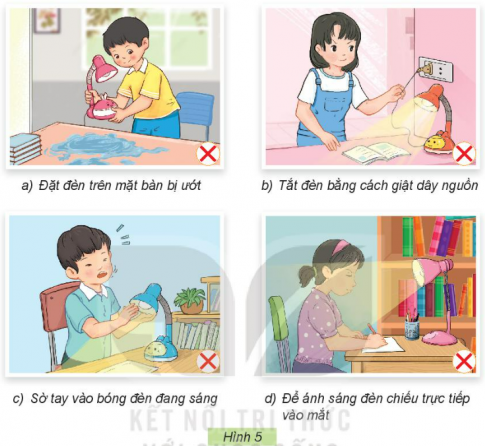 a) Đặt đèn trên mặt bàn bị ướt
b) Tắt đèn bằng cách giật dây nguồn
c) Sờ tay vào bóng đèn đang sáng
d) Để ánh sáng đèn chiếu trực tiếp
vào mắt
KẾT NỐI TRI THỨC
Hình 5